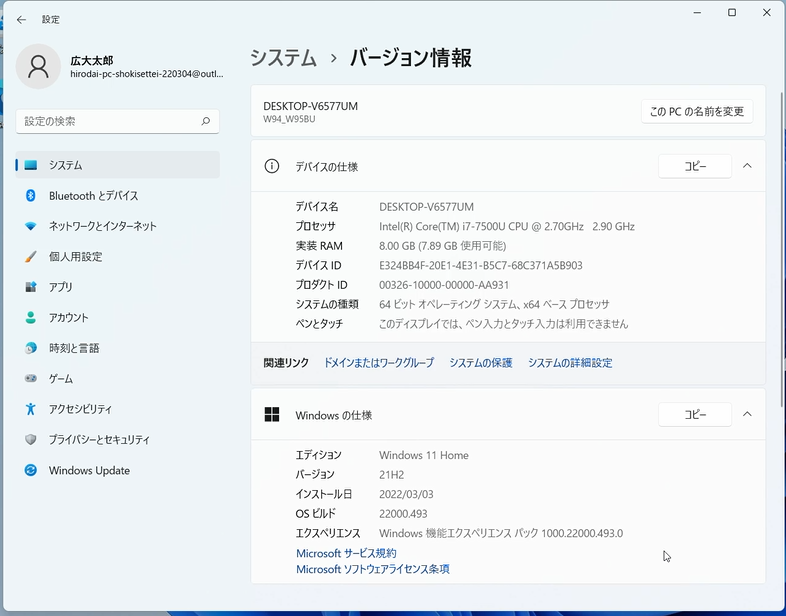 設定
広大太郎
hirodai-pc-shokisettei-220304@outl...
設定の検索
システム
Bluetooth とデバイス
ネットワークとインターネット
個人用設定
アプリ
アカウント
時刻と言語
ゲーム
アクセシビリティ
プライバシーとセキュリティ
Windows Update
システム › バージョン情報
DESKTOP-V6577UM
W94_W95BU
この PC の名前を変更
デバイスの仕様
コピー
デバイス名 DESKTOP-V6577UM
プロセッサ Intel(R) Core(TM) i7-7500U CPU @ 2.70GHz 2.90 GHz
実装 RAM 8.00 GB (7.89 GB 使用可能)
デバイス ID E324BB4F-20E1-4E31-B5C7-68C371A5B903
プロダクト ID 00326-10000-00000-AA931
システムの種類 64 ビット オペレーティング システム、x64 ベース プロセッサ
ペンとタッチ このディスプレイでは、ペン入力とタッチ入力は利用できません
関連リンク ドメインまたはワークグループ システムの保護 システムの詳細設定
Windows の仕様
コピー
エディション Windows 11 Home
バージョン 21H2
インストール日 2022/03/03
OS ビルド 22000.493
エクスペリエンス Windows 機能エクスペリエンス パック 1000.22000.493.0
Microsoft サービス規約
Microsoft ソフトウェアライセンス条項